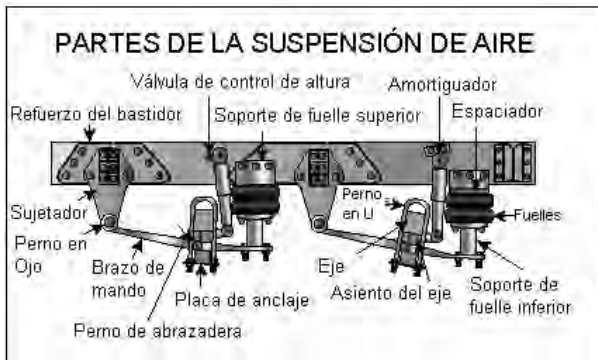 PARTES DE LA SUSPENSIÓN DE AIRE
Válvula de control de altura
Amortiguador
Refuerzo del bastidor
Soporte de fuelle superior
Espaciador
Sujetador
Perno en
Ojo
Brazo de
mando
Perno de abrazadera
Placa de anclaje
Perno
en U
Eje
Asiento del eje
Fuelles
Soporte de
fuelle inferior